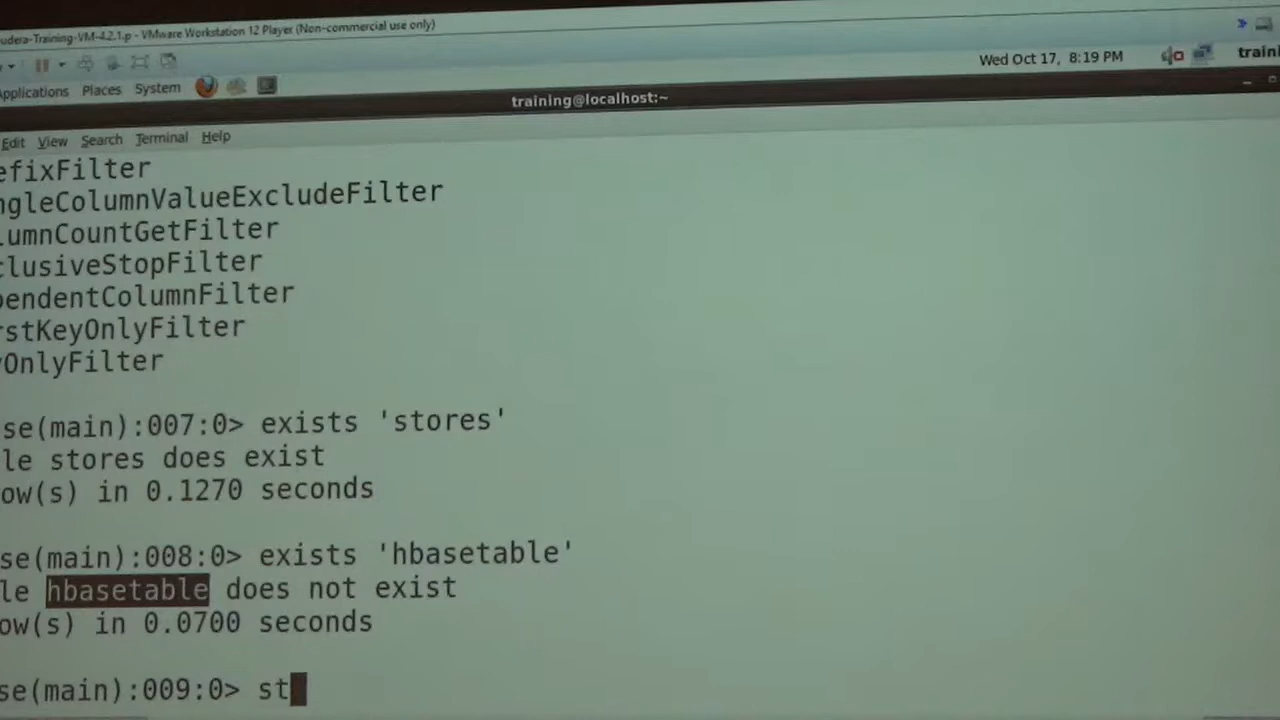 udera-Training-VM-4.2.1.p - VMware Workstation 12 Player (Non-commercial use only)
Wed Oct 17, 8:19 PM
traini
Applications Places System
training@localhost:~
Edit View Search Terminal Help
efixFilter
ngleColumnValueExcludeFilter
lumnCountGetFilter
clusiveStopFilter
pendentColumnFilter
rstKeyOnlyFilter
yOnlyFilter
se(main):007:0> exists 'stores'
le stores does exist
ow(s) in 0.1270 seconds
se(main):008:0> exists 'hbasetable'
le hbasetable does not exist
ow(s) in 0.0700 seconds
se(main):009:0> st